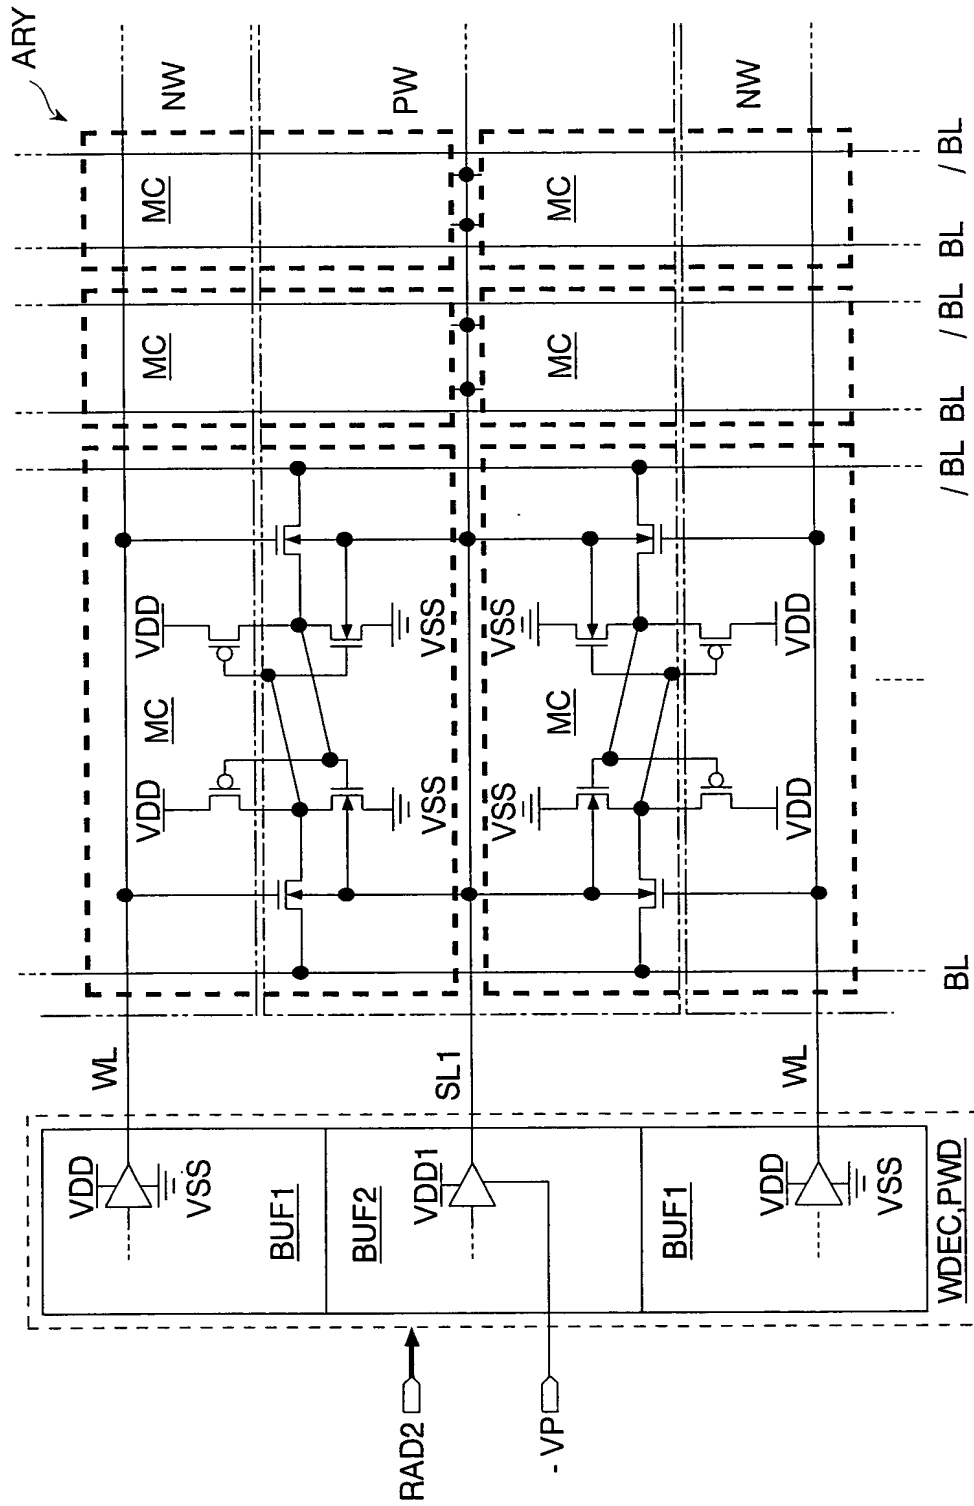 ARY
NW
PW
NW
MC
MC
/ BL
BL
MC
MC
/ BL
BL
/ BL
VDD
VSS
VSS
VDD
MC
MC
VDD
VSS
VSS
VDD
BL
WL
SL1
WL
VDD
VSS
BUF1
VDD1
BUF2
VDD
VSS
BUF1
WDEC,PWD
RAD2
- VP